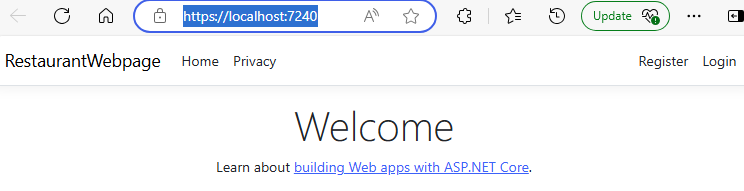 https://localhost:7240 A Update
RestaurantWebpage Home Privacy Register Login
Welcome
Learn about building Web apps with ASP.NET Core.